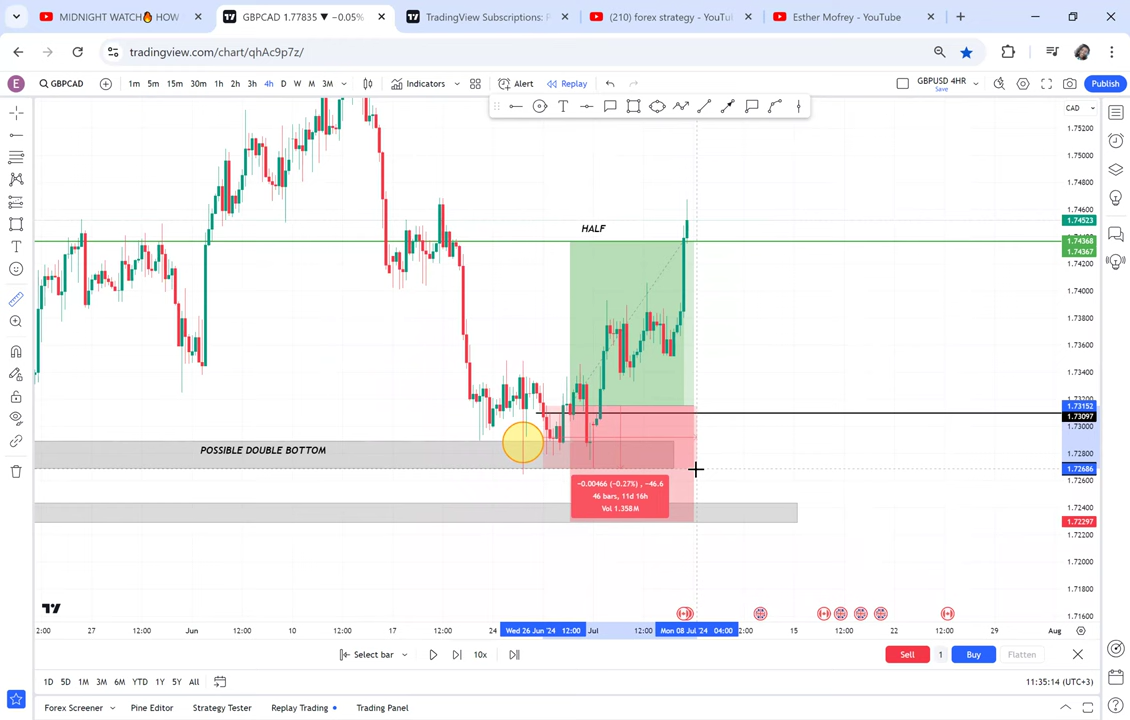 MIDNIGHT WATCH🔥 HOW
GBPCAD 1.77835 ▼ −0.05%
TradingView Subscriptions: P
(210) forex strategy - YouTu
Esther Mofrey - YouTube
tradingview.com/chart/qhAc9p7z/
E
GBPCAD
1m 5m 15m 30m 1h 2h 3h 4h D W M 3M
Indicators
Alert
Replay
GBPUSD 4HR
Save
Publish
CAD
1.75200
1.75000
1.74800
1.74600
1.74523
1.74368
1.74367
1.74200
1.74000
1.73800
1.73600
1.73400
1.73200
1.73152
1.73097
1.73000
1.72800
1.72686
1.72600
1.72400
1.72297
1.72200
1.72000
1.71800
1.71600
HALF
POSSIBLE DOUBLE BOTTOM
−0.00466 (−0.27%) , −46.6
46 bars, 11d 16h
Vol 1.358M
2:00 27 12:00 Jun 12:00 10 12:00 17 12:00 24 Wed 26 Jun '24 12:00 Jul 12:00 Mon 08 Jul '24 04:00 2:00 15 12:00 22 12:00 29 Aug
Select bar
10x
Sell 1 Buy Flatten
1D 5D 1M 3M 6M YTD 1Y 5Y All
11:35:14 (UTC+3)
Forex Screener Pine Editor Strategy Tester Replay Trading Trading Panel